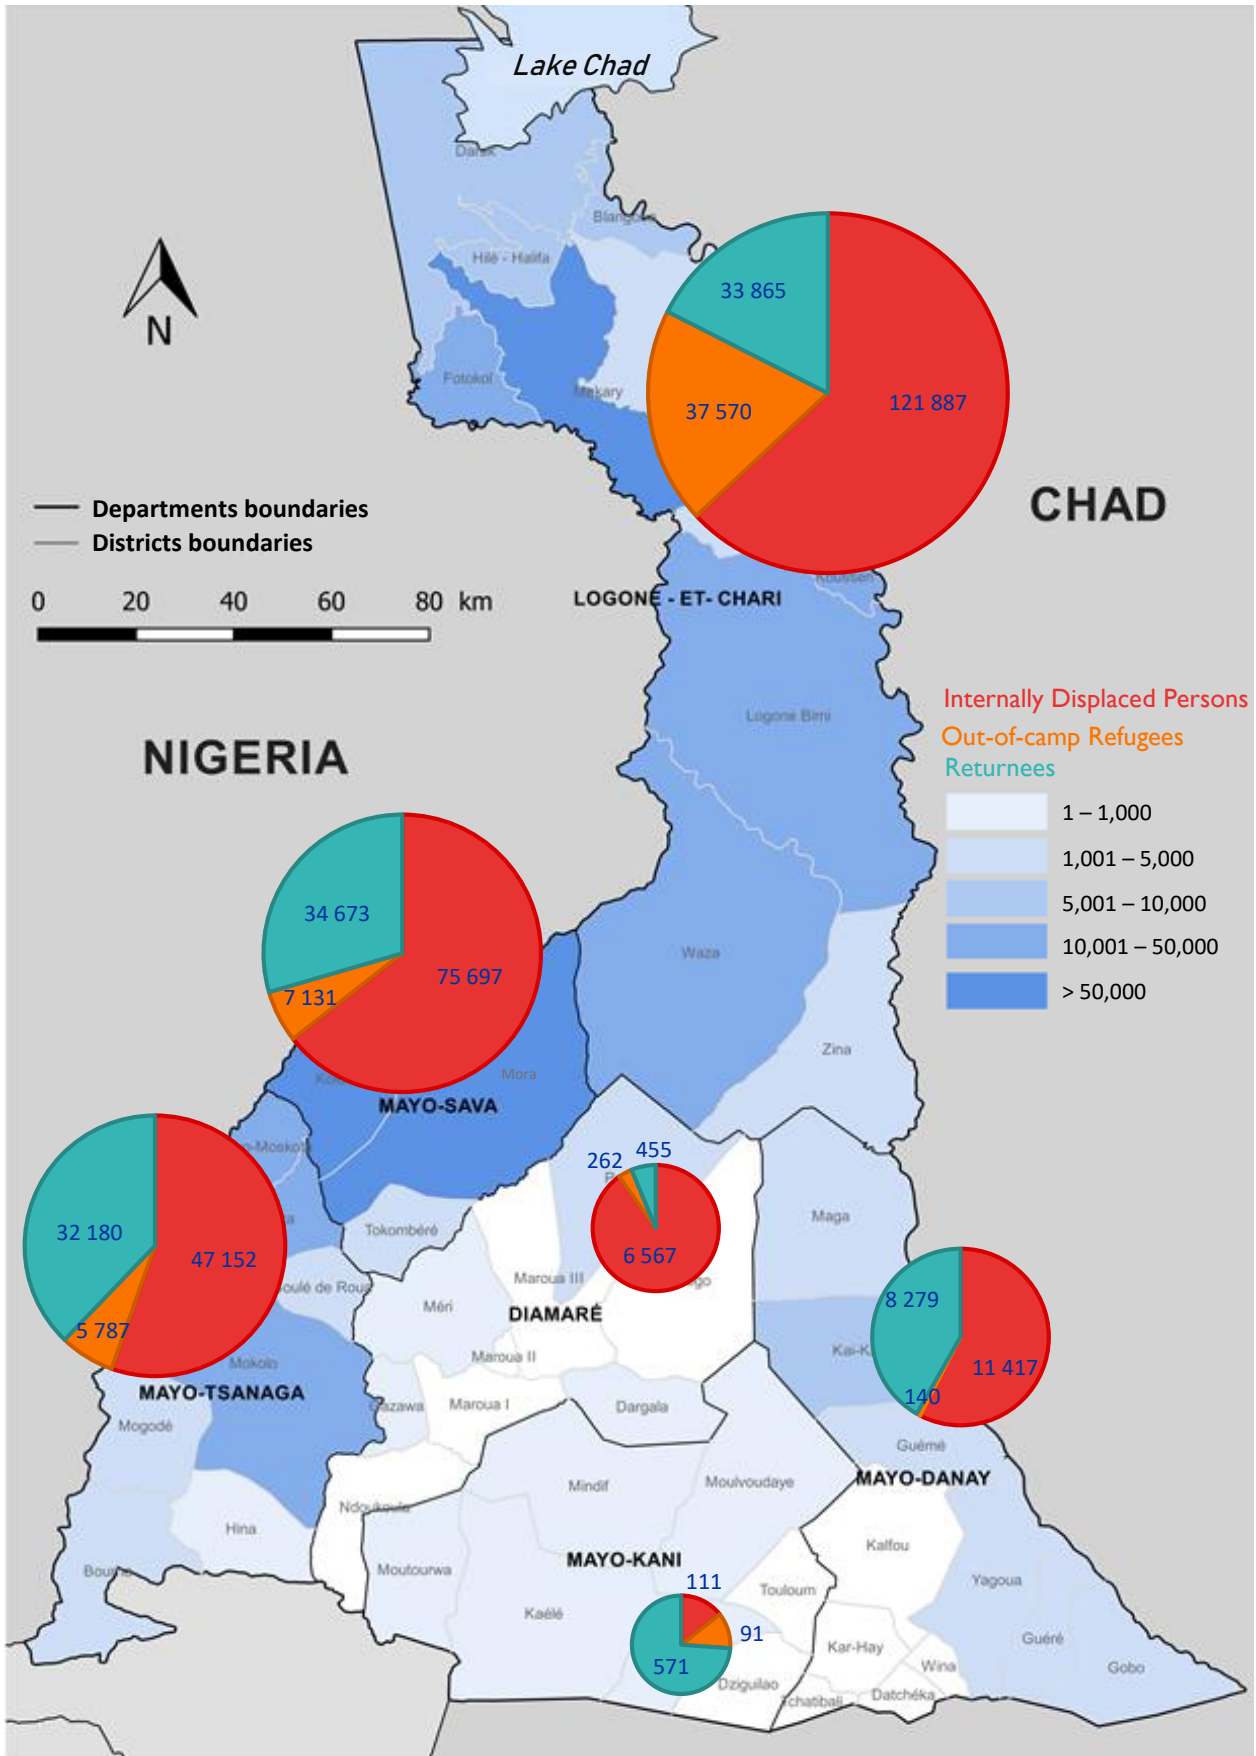 Lake Chad
Darak
Hilé - Halifa
33 865
N
Fotokol
Makary
37 570
121 887
CHAD
Departments boundaries
Districts boundaries
0 20 40 60 80 km
LOGONE - ET- CHARI
Internally Displaced Persons
Logone Birni
Out-of-camp Refugees
NIGERIA
Returnees
1 – 1,000
1,001 – 5,000
5,001 – 10,000
10,001 – 50,000
> 50,000
34 673
Waza
75 697
7 131
Zina
Mora
MAYO-SAVA
262
455
Maga
Tokombéré
32 180
47 152
6 567
Maroua III
8 279
Méri
DIAMARÉ
5 787
Maroua II
11 417
Mokolo
MAYO-TSANAGA
140
Maroua I
Dargala
Mogodé
Guémé
MAYO-DANAY
Mindif
Moulvoudaye
Ndoukoula
Hina
Kalfou
MAYO-KANI
Moutourwa
111
Touloum
Yagoua
Kaélé
91
Guéré
Kar-Hay
571
Wina
Gobo
Dziguilao
Datchéka
Tchatibali